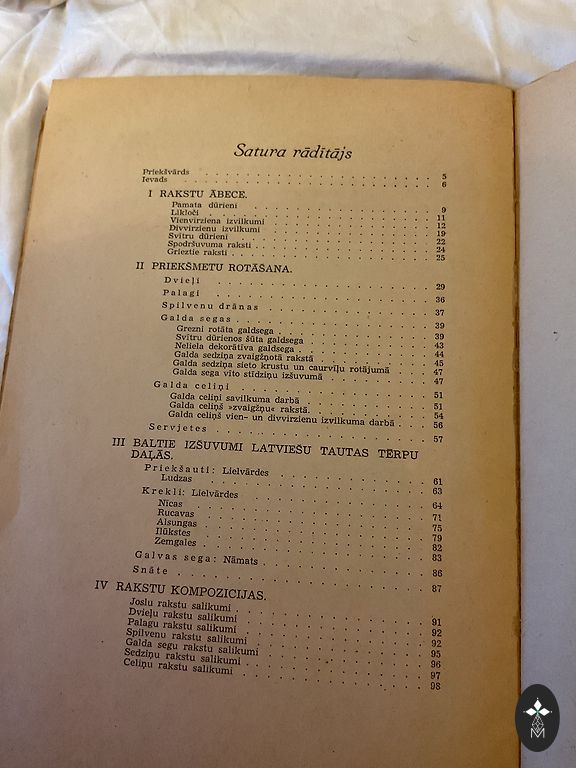 Satura rādītājs
Priekšvārds . . . . . . . . . . . . . . . . . . 5
Ievads . . . . . . . . . . . . . . . . . . 6
I RAKSTU ĀBECE.
Pamata dūrieni . . . . . . . . . . . . . . 9
Līkloči . . . . . . . . . . . . . . 11
Vienvirziena izvilkumi . . . . . . . . . . . . 12
Divvirzienu izvilkumi . . . . . . . . . . . . 19
Svītru dūrieni . . . . . . . . . . . . 22
Spodršuvuma raksti . . . . . . . . . . . . 24
Grieztie raksti . . . . . . . . . . . . 25
II PRIEKŠMETU ROTĀŠANA.
Dvieļi . . . . . . . . . . . . 29
Palagi . . . . . . . . . . . . 36
Spilvenu drānas . . . . . . . . . . . . 37
Galda segas . . . . . . . . . . . . 39
Grezni rotāta galdsega . . . . . . . . . . 39
Svītru dūrienos šūta galdsega . . . . . . . . 43
Neliela dekoratīva galdsega . . . . . . . . 44
Galda sedziņa zvaigžņotā rakstā . . . . . . . 45
Galda sedziņa sieto krustu un caurvīļu rotājumā . . . 47
Galda sega vīto stīdziņu izšuvumā . . . . . . 47
Galda celiņi . . . . . . . . . . . . 51
Galda celiņi savilkuma darbā . . . . . . . . 51
Galda celiņš »zvaigžņu« rakstā. . . . . . . . 54
Galda celiņš vien- un divvirzienu izvilkuma darbā . . . 56
Servjetes . . . . . . . . . . . . 57
III BALTIE IZŠUVUMI LATVIEŠU TAUTAS TĒRPU
DAĻĀS.
Priekšauti: Lielvārdes . . . . . . . . . . 61
Ludzas . . . . . . . . . . 63
Krekli: Lielvārdes . . . . . . . . . . 64
Nīcas . . . . . . . . . . 71
Rucavas . . . . . . . . . . 75
Alsungas . . . . . . . . . . 79
Ilūkstes . . . . . . . . . . 82
Zemgales . . . . . . . . . . 83
Galvas sega: Nāmats . . . . . . . . . . 86
Snāte . . . . . . . . . . 87
IV RAKSTU KOMPOZICIJAS.
Joslu rakstu salikumi . . . . . . . . . . 91
Dvieļu rakstu salikumi . . . . . . . . . . 92
Palagu rakstu salikumi . . . . . . . . . . 92
Spilvenu rakstu salikumi . . . . . . . . . . 95
Galda segu rakstu salikumi . . . . . . . . . . 96
Sedziņu rakstu salikumi . . . . . . . . . . 97
Celiņu rakstu salikumi . . . . . . . . . . 98
M